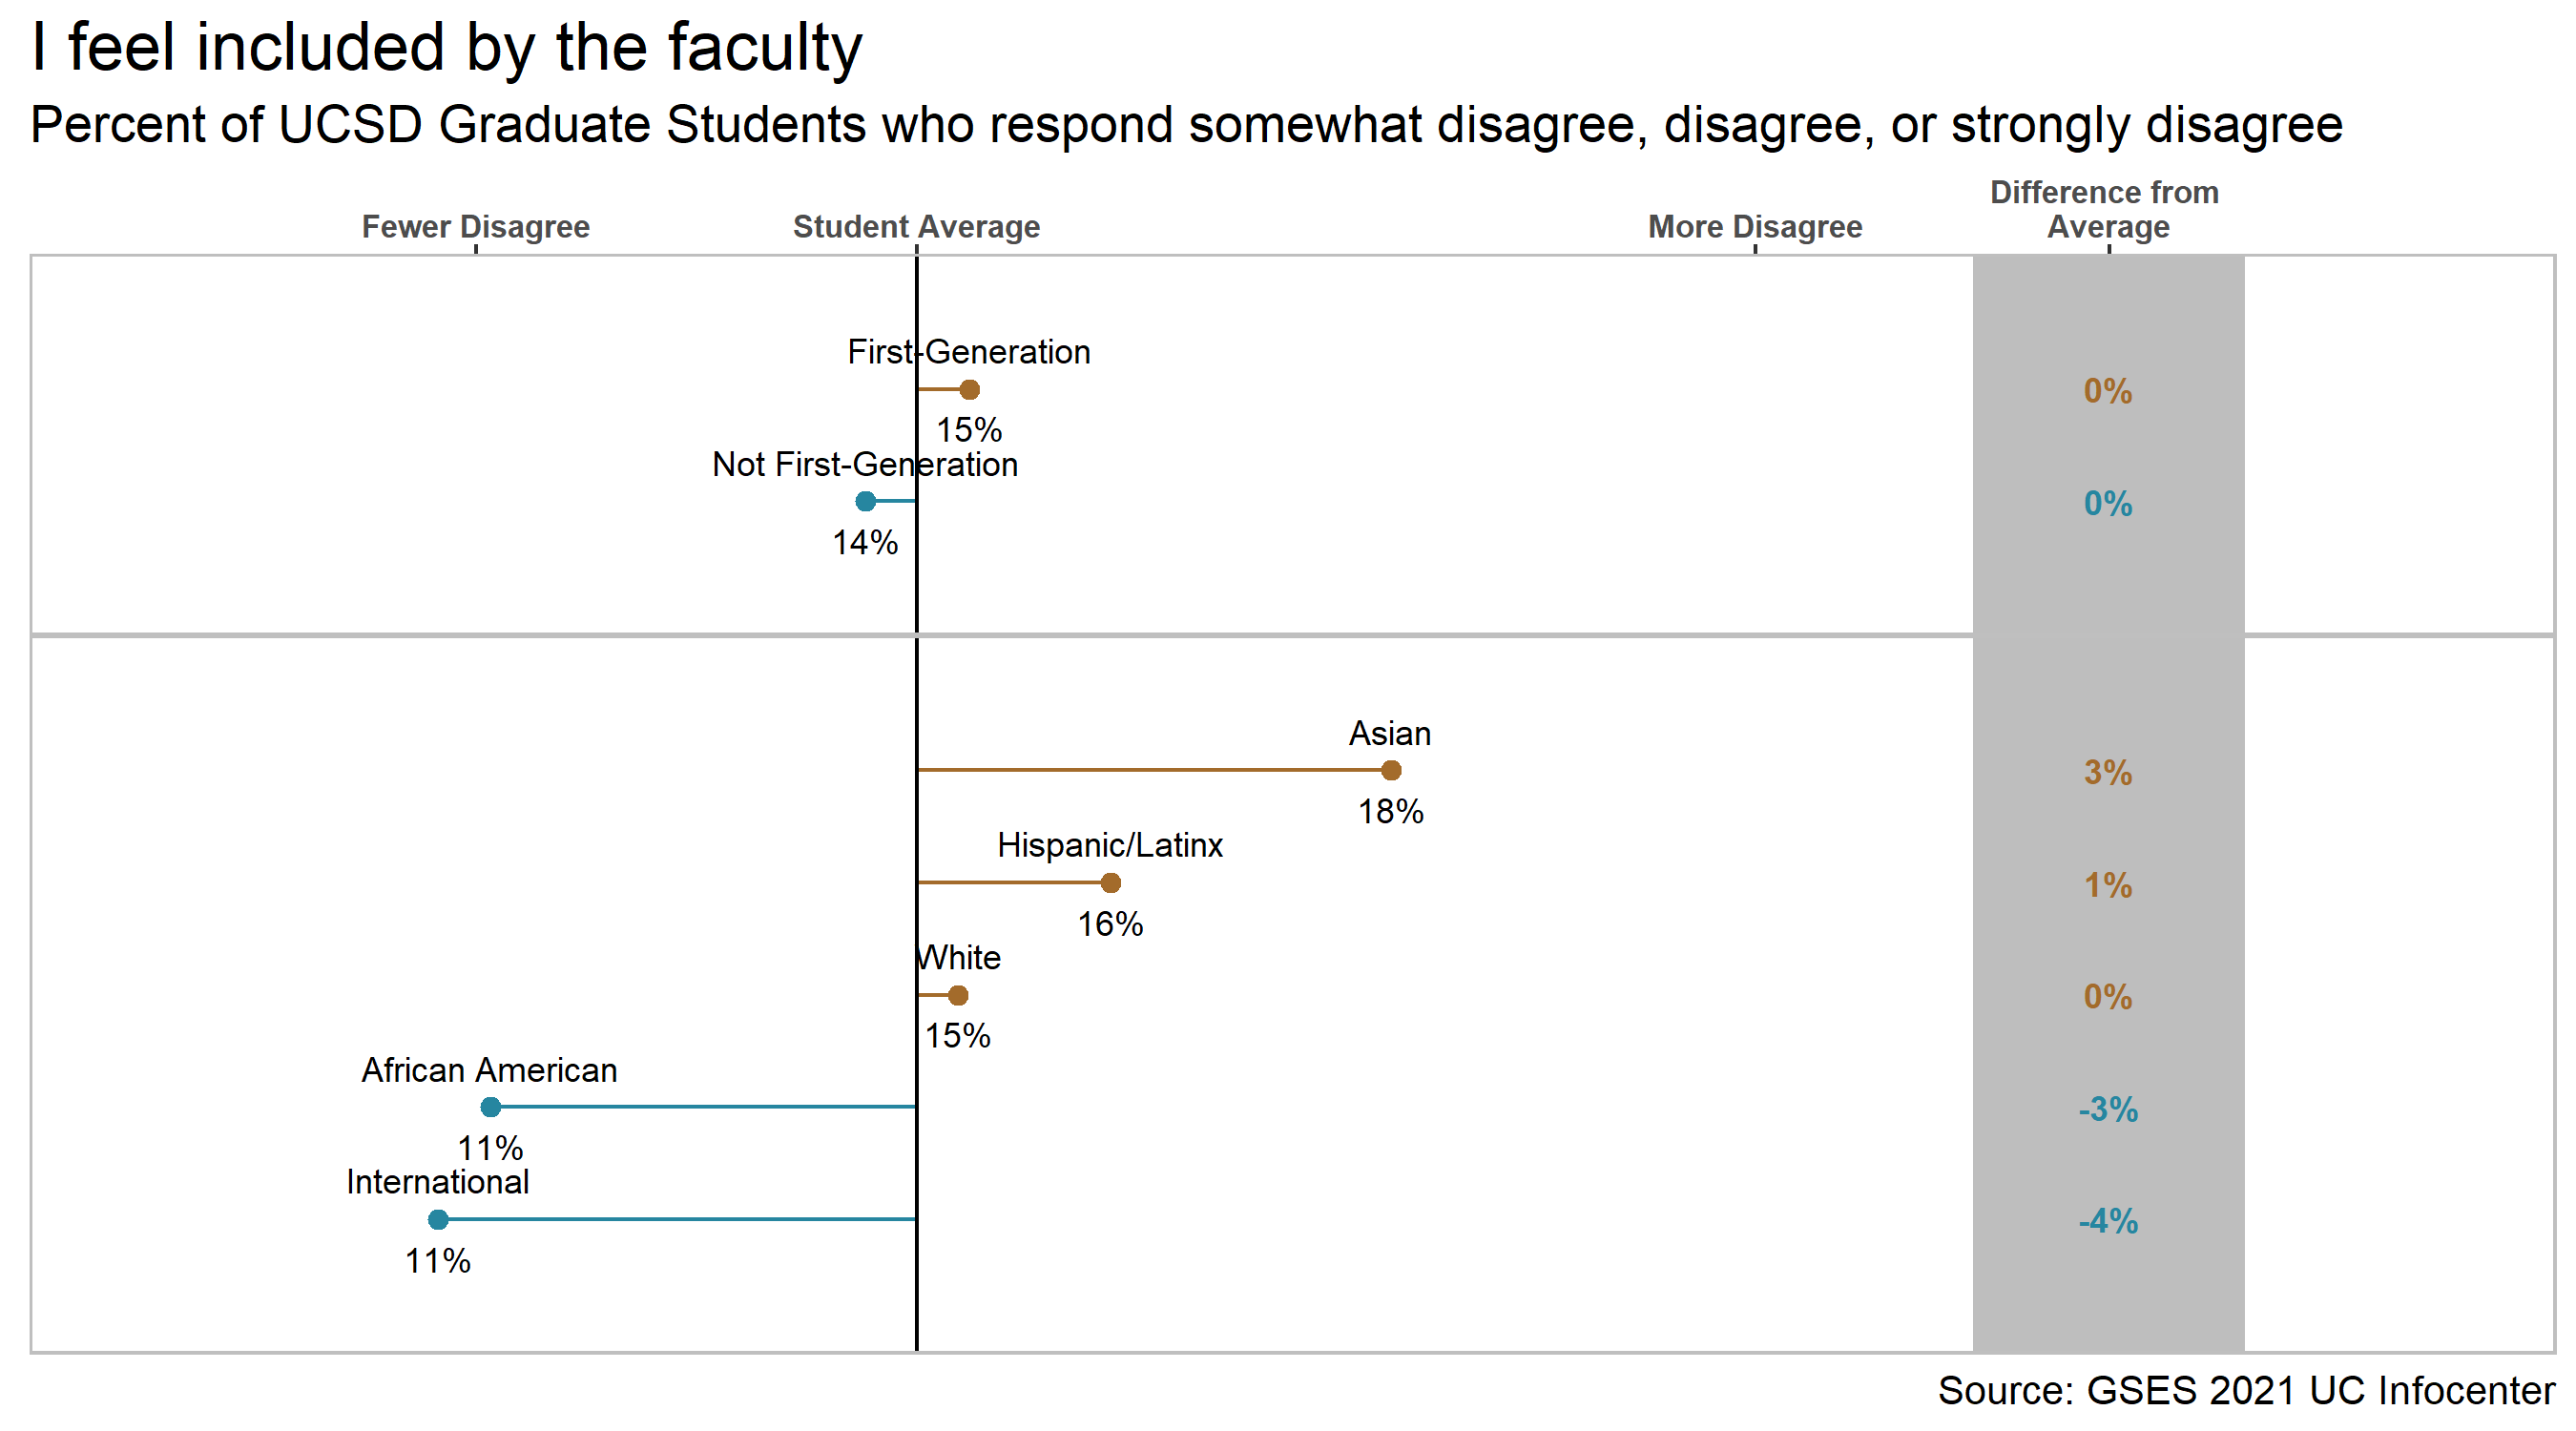 I feel included by the faculty
Percent of UCSD Graduate Students who respond somewhat disagree, disagree, or strongly disagree
Fewer Disagree
Student Average
More Disagree
Difference from
Average
First-Generation
0%
15%
Not First-Generation
0%
14%
Asian
3%
18%
Hispanic/Latinx
1%
16%
White
0%
15%
African American
-3%
11%
International
-4%
11%
Source: GSES 2021 UC Infocenter